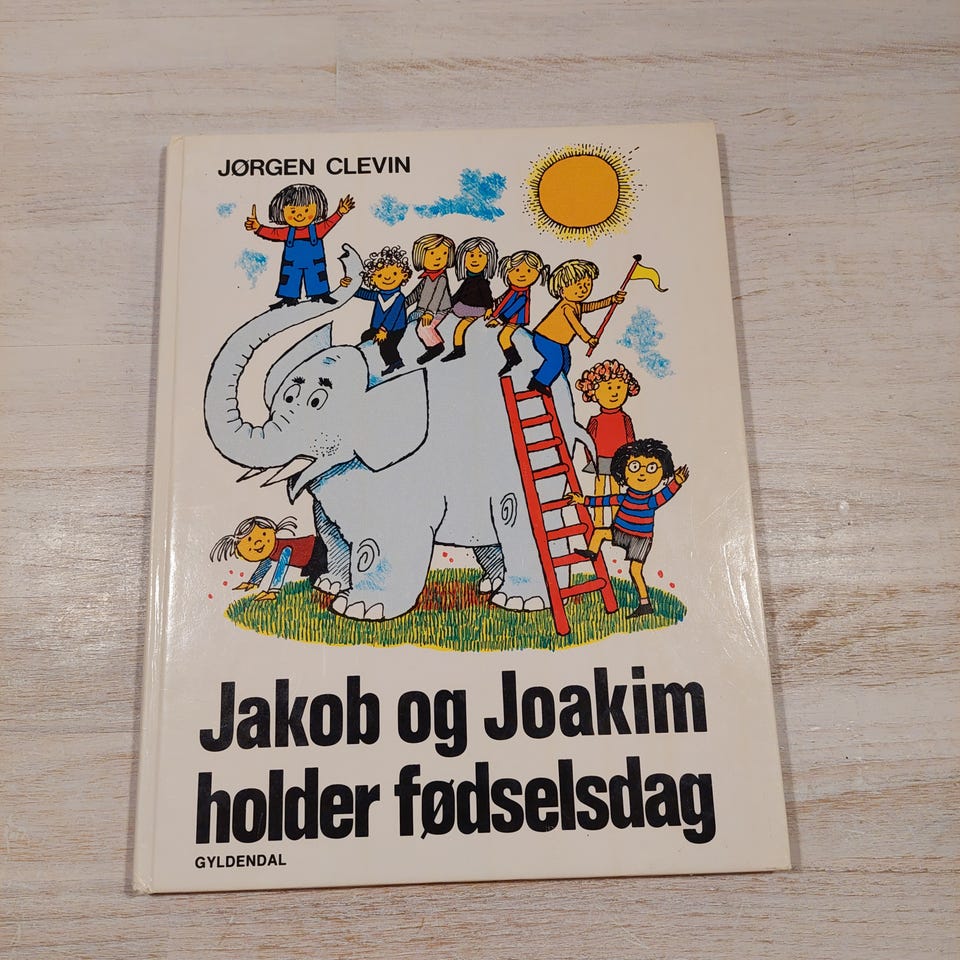 JØRGEN CLEVIN
Jakob og Joakim
holder fødselsdag
GYLDENDAL